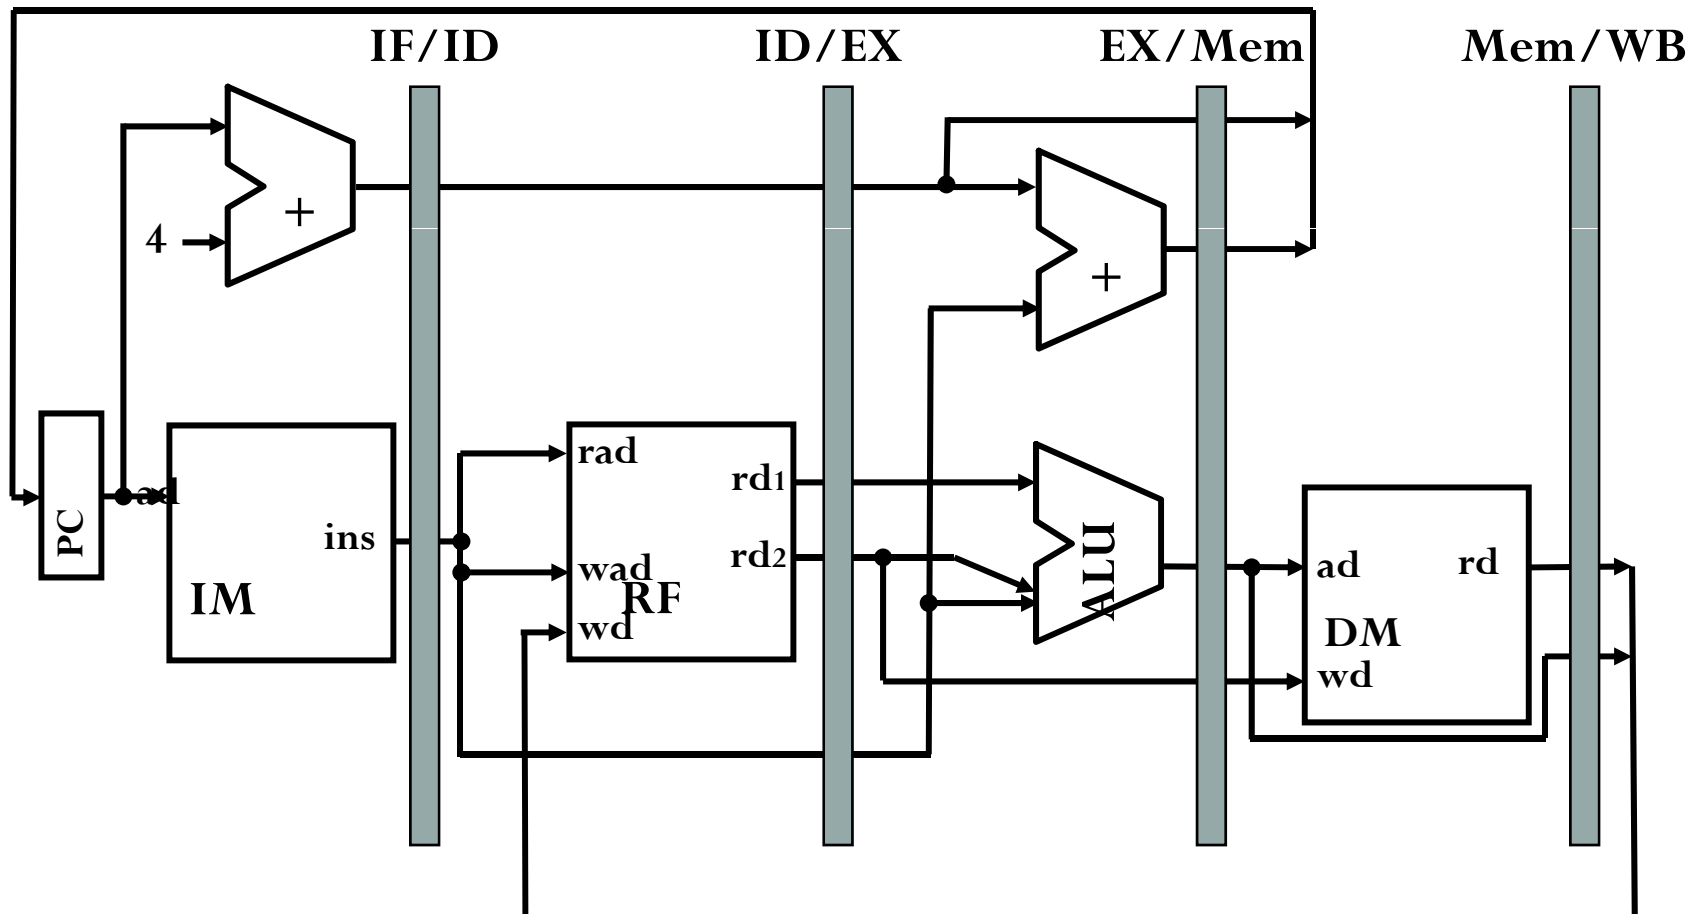 IF/ID
ID/EX
EX/Mem
Mem/WB
+
4
+
PC
ad
ins
IM
rad
wad
RF
wd
rd1
rd2
ALU
ad
rd
DM
wd